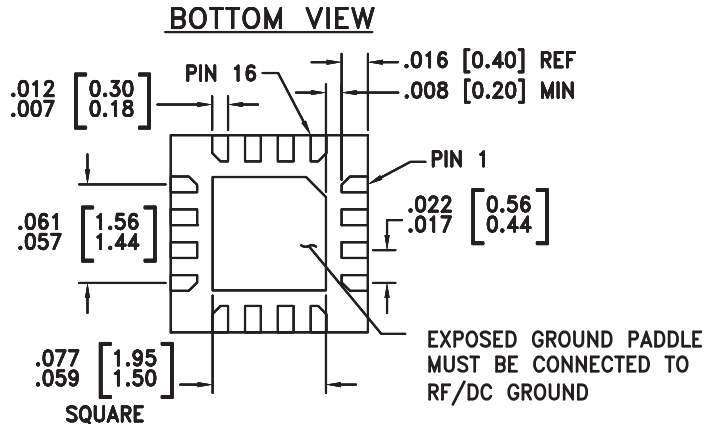 BOTTOM VIEW
.016 [0.40] REF
.008 [0.20] MIN
PIN 16
.012 [0.30]
.007 [0.18]
PIN 1
.022 [0.56]
.017 [0.44]
.061 [1.56]
.057 [1.44]
EXPOSED GROUND PADDLE
MUST BE CONNECTED TO
RF/DC GROUND
.077 [1.95]
.059 [1.50]
SQUARE